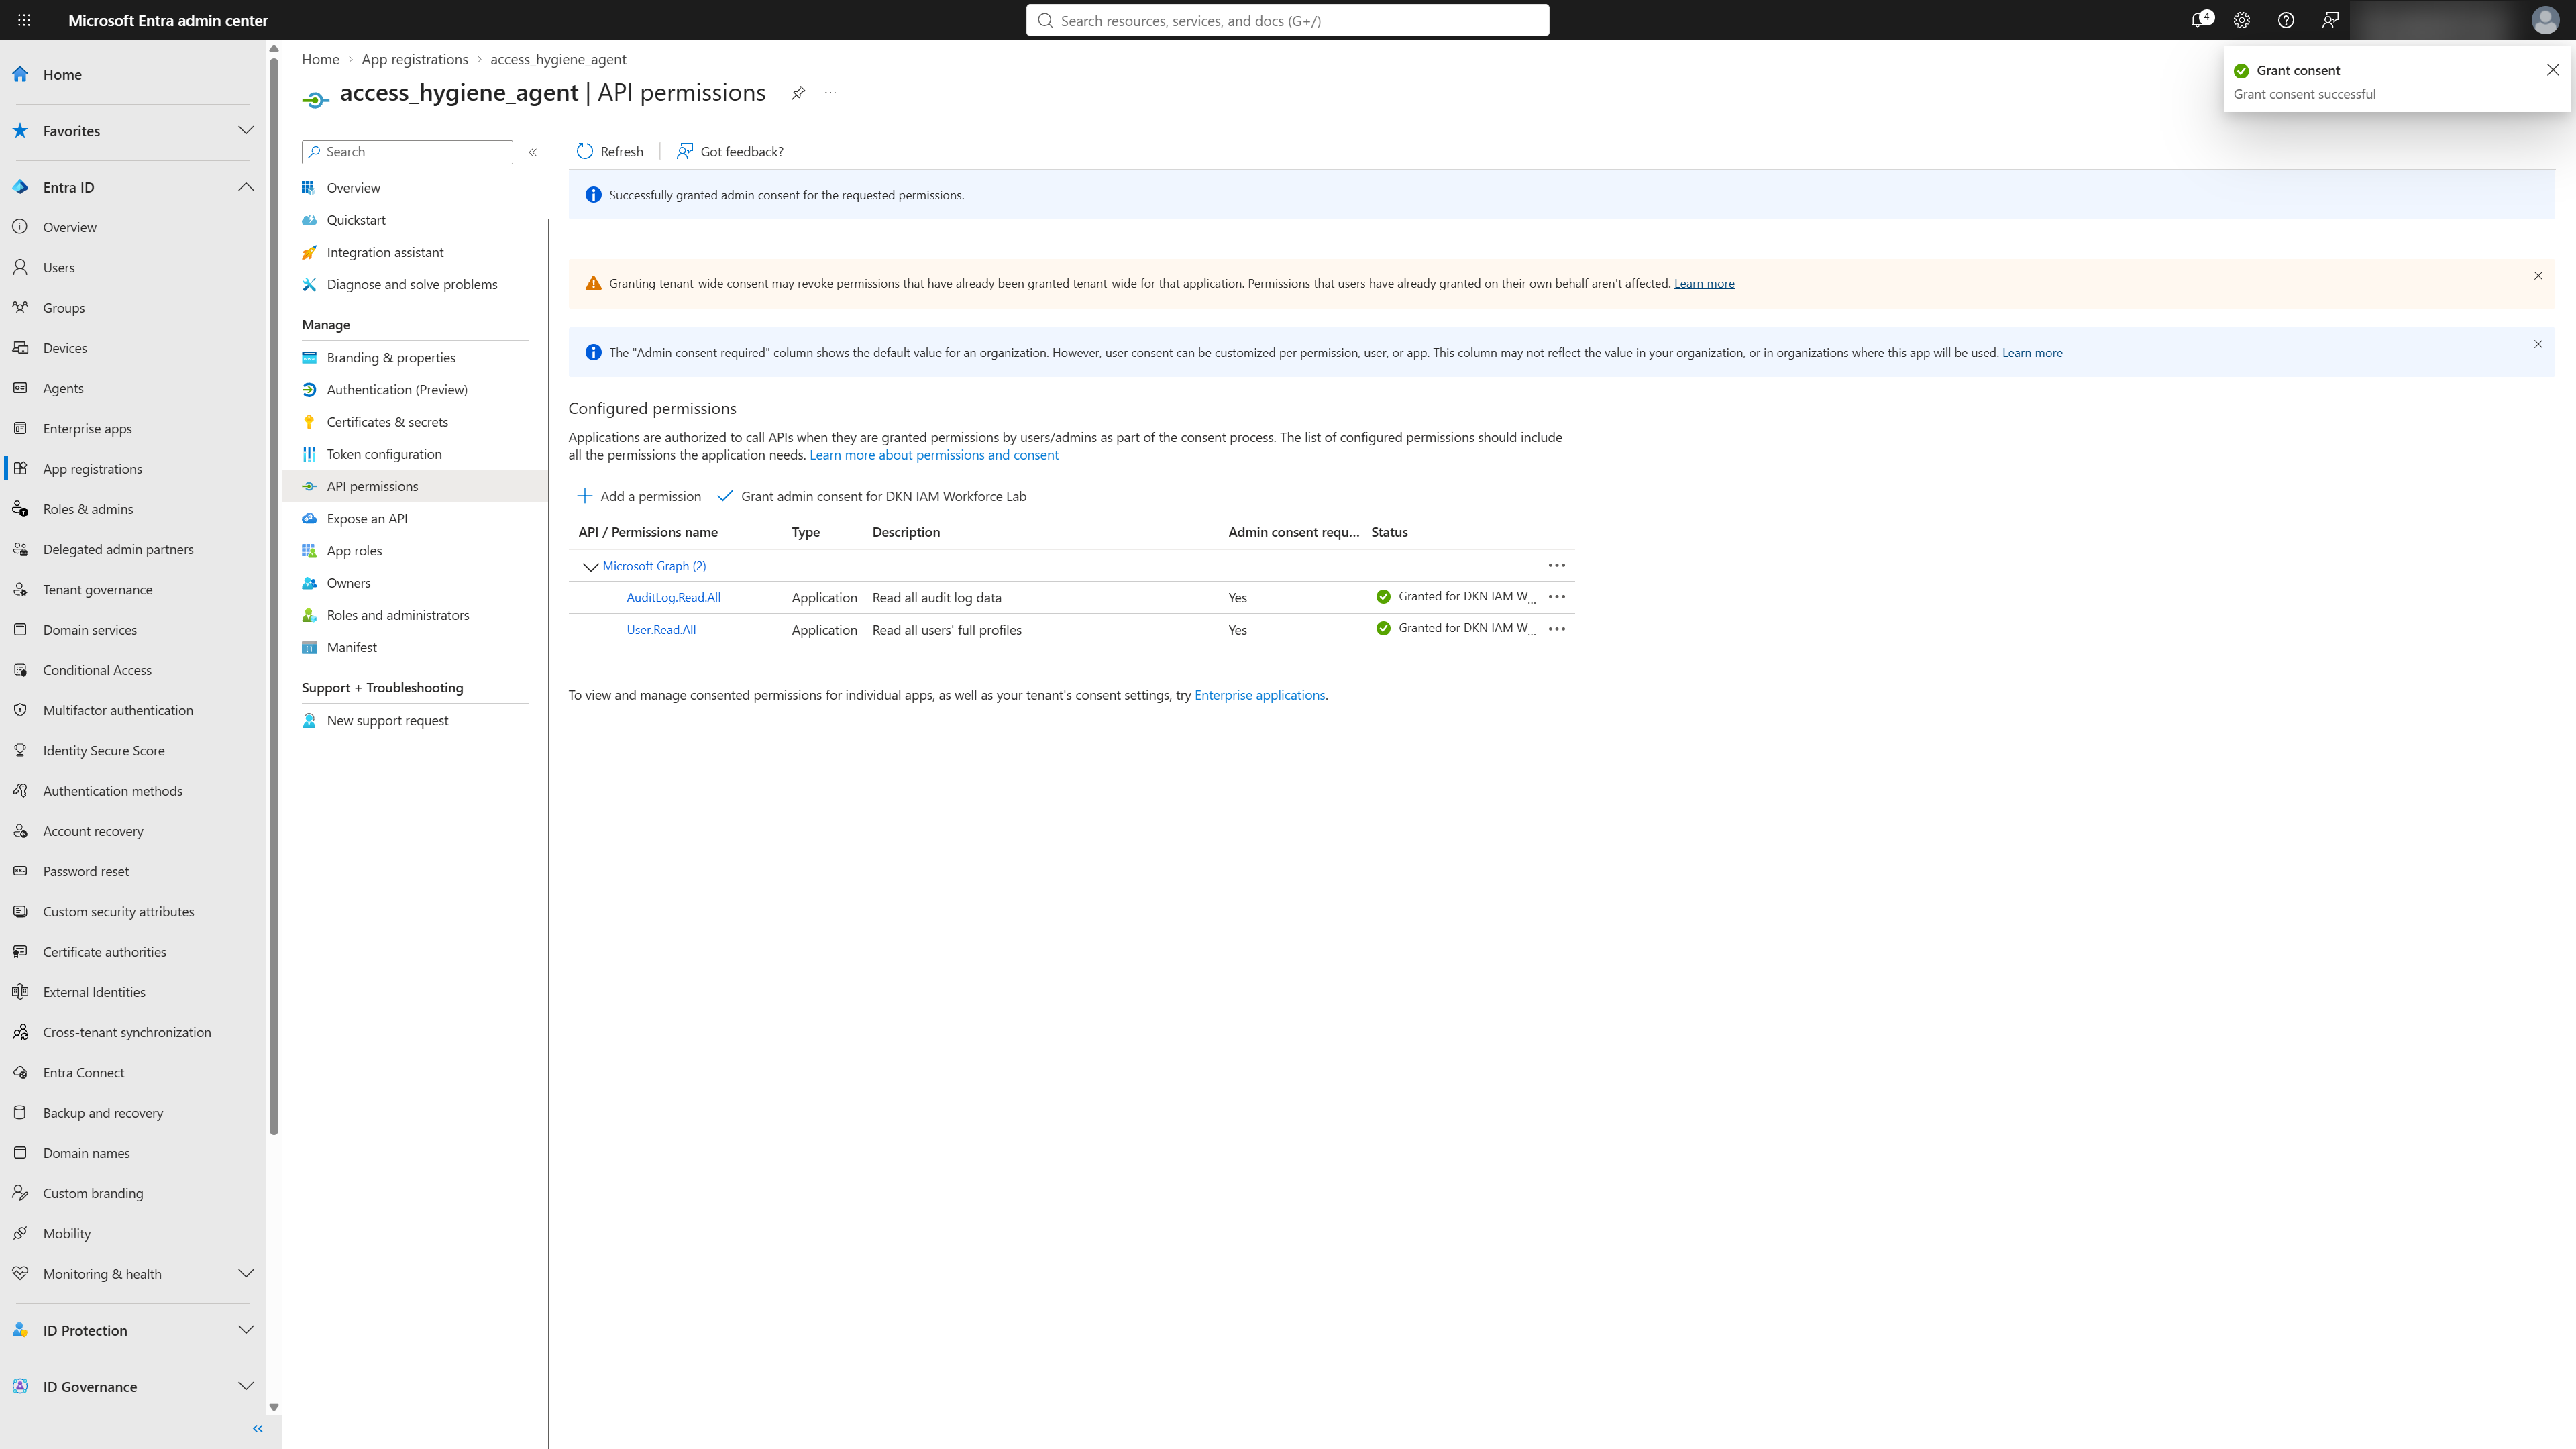 Microsoft Entra admin center
Search resources, services, and docs (G+/)
4
Home
Favorites
Entra ID
Overview
Users
Groups
Devices
Agents
Enterprise apps
App registrations
Roles & admins
Delegated admin partners
Tenant governance
Domain services
Conditional Access
Multifactor authentication
Identity Secure Score
Authentication methods
Account recovery
Password reset
Custom security attributes
Certificate authorities
External Identities
Cross-tenant synchronization
Entra Connect
Backup and recovery
Domain names
Custom branding
Mobility
Monitoring & health
ID Protection
ID Governance
Home > App registrations > access_hygiene_agent
access_hygiene_agent | API permissions
Search
Overview
Quickstart
Integration assistant
Diagnose and solve problems
Manage
Branding & properties
Authentication (Preview)
Certificates & secrets
Token configuration
API permissions
Expose an API
App roles
Owners
Roles and administrators
Manifest
Support + Troubleshooting
New support request
Grant consent
Grant consent successful
Refresh
Got feedback?
Successfully granted admin consent for the requested permissions.
Granting tenant-wide consent may revoke permissions that have already been granted tenant-wide for that application. Permissions that users have already granted on their own behalf aren't affected. Learn more
The "Admin consent required" column shows the default value for an organization. However, user consent can be customized per permission, user, or app. This column may not reflect the value in your organization, or in organizations where this app will be used. Learn more
Configured permissions
Applications are authorized to call APIs when they are granted permissions by users/admins as part of the consent process. The list of configured permissions should include
all the permissions the application needs. Learn more about permissions and consent
Add a permission
Grant admin consent for DKN IAM Workforce Lab
API / Permissions name Type Description Admin consent requ... Status
Microsoft Graph (2)
AuditLog.Read.All Application Read all audit log data Yes Granted for DKN IAM W...
User.Read.All Application Read all users' full profiles Yes Granted for DKN IAM W...
To view and manage consented permissions for individual apps, as well as your tenant's consent settings, try Enterprise applications.